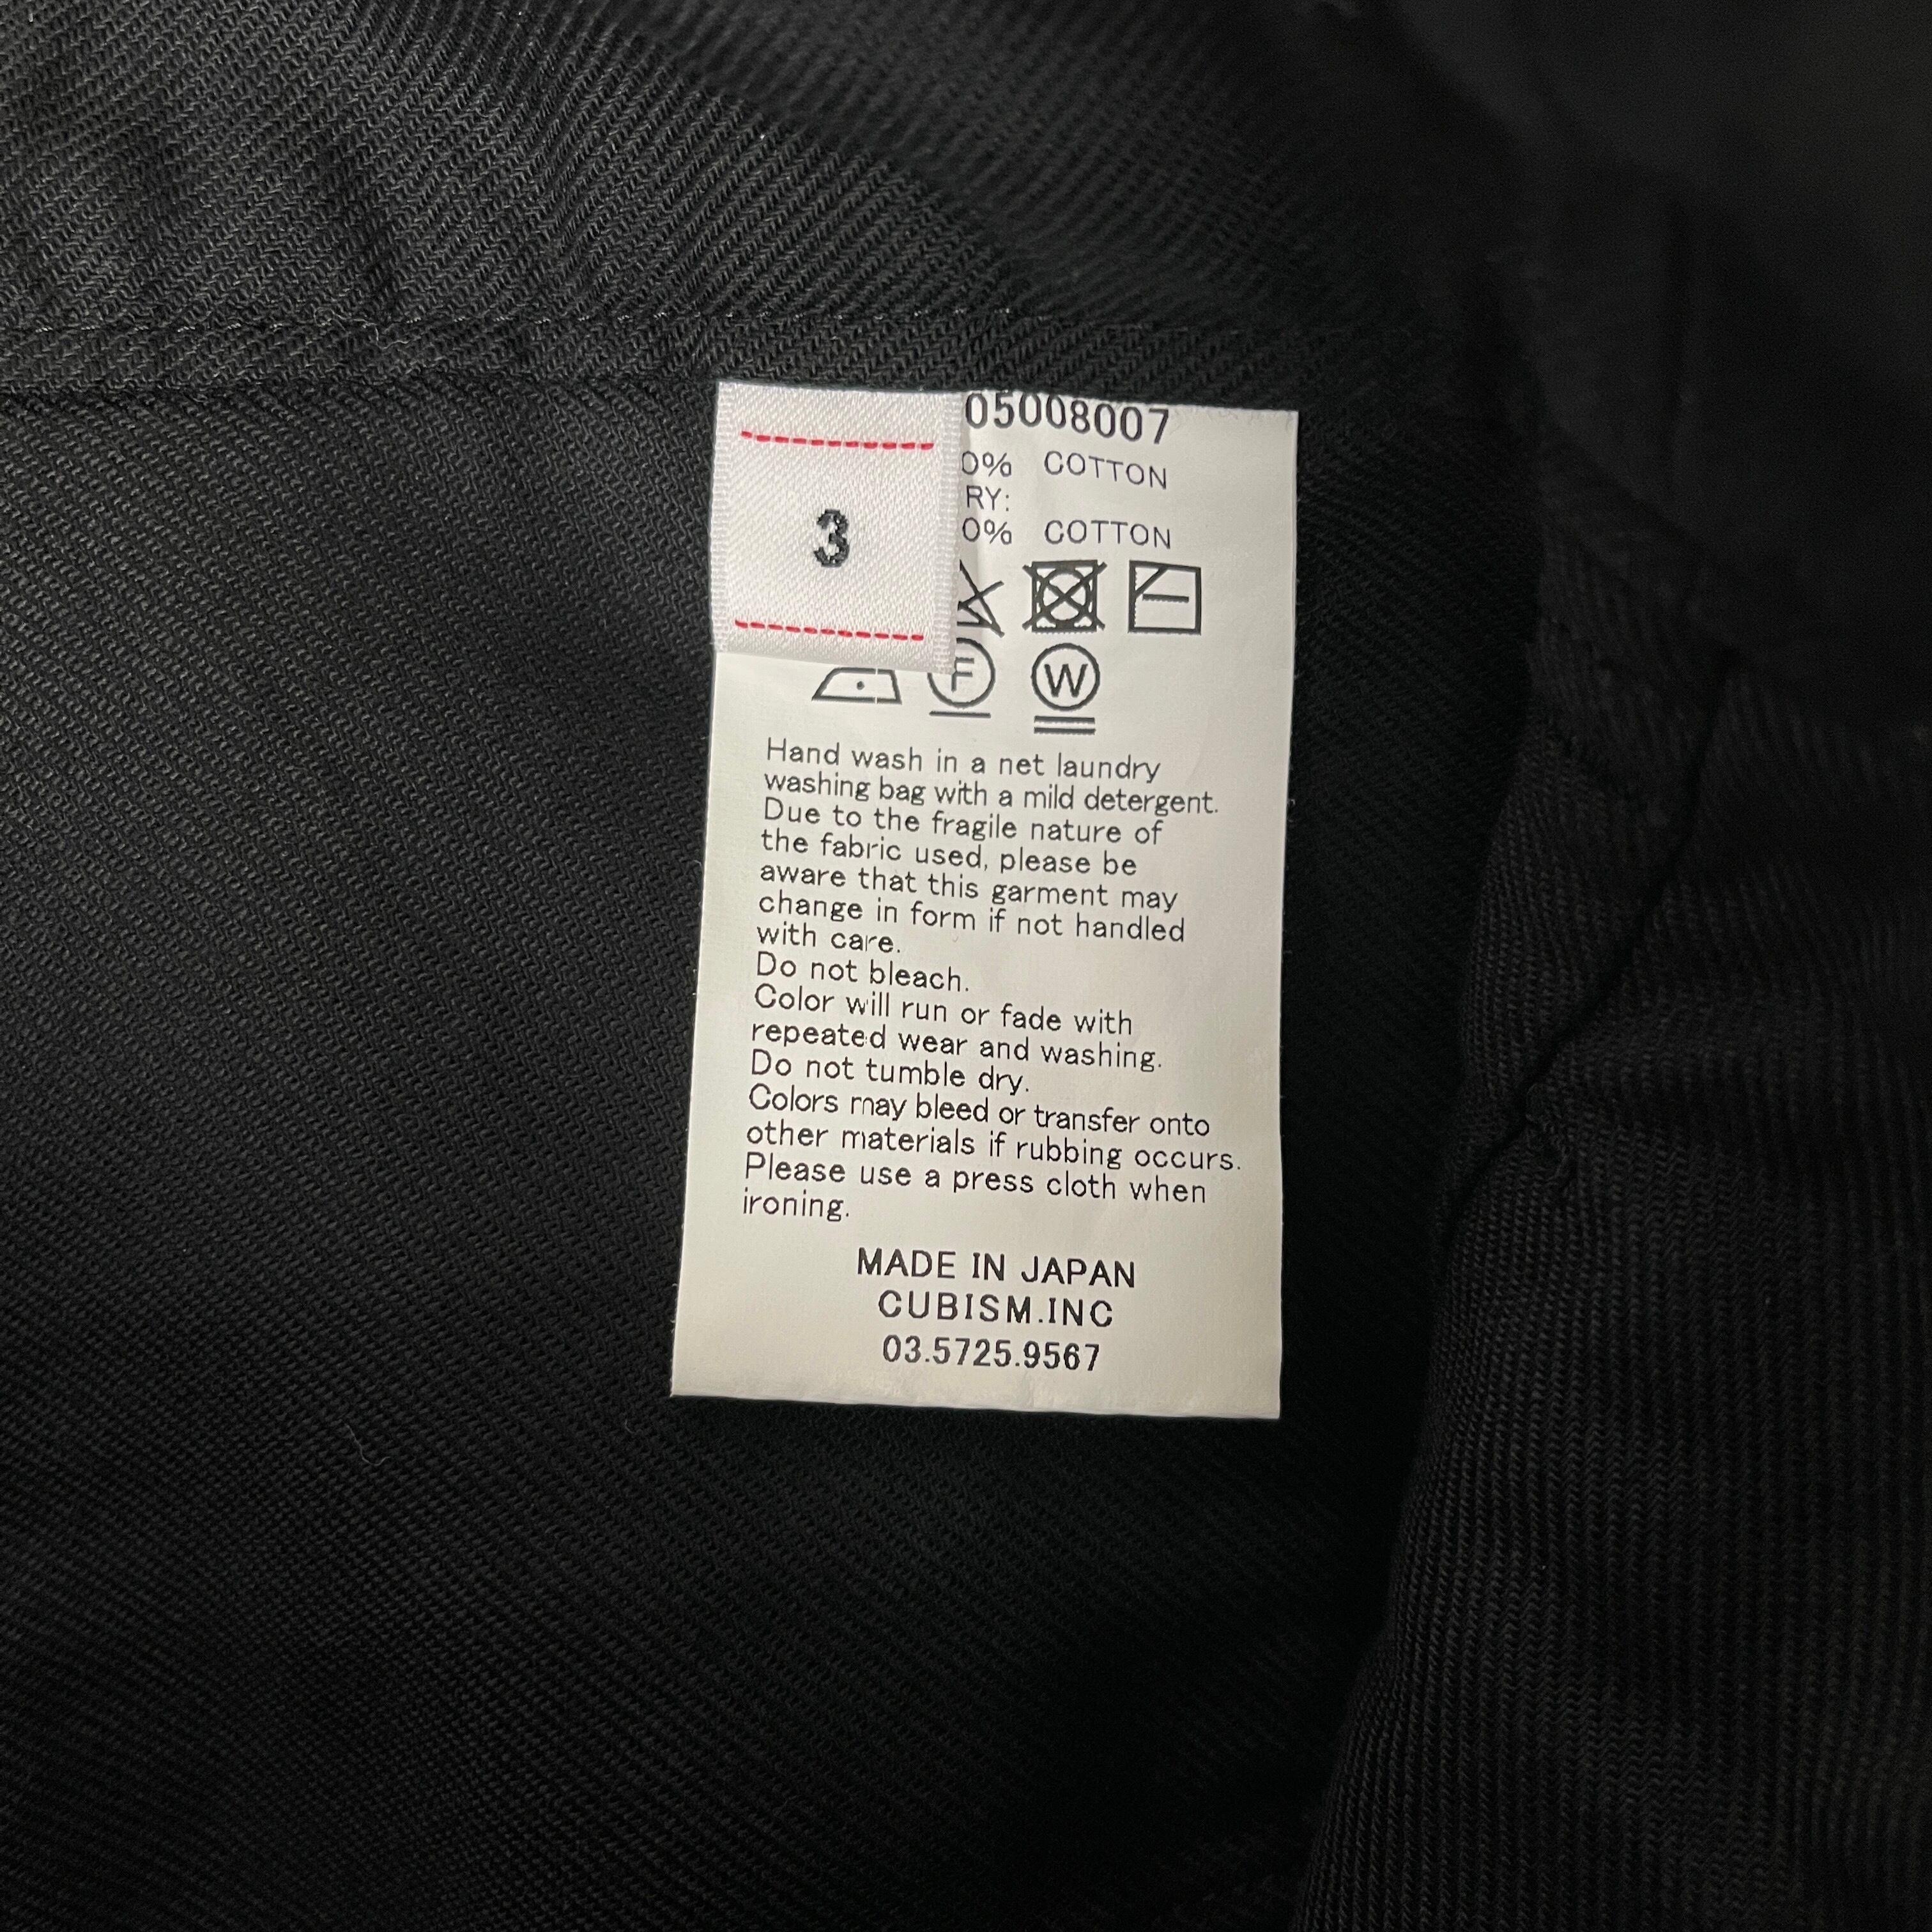 3
05008007
0% COTTON
RY:
0% COTTON
F W
Hand wash in a net laundry
washing bag with a mild detergent.
Due to the fragile nature of
the fabric used, please be
aware that this garment may
change in form if not handled
with care.
Do not bleach.
Color will run or fade with
repeated wear and washing.
Do not tumble dry.
Colors may bleed or transfer onto
other materials if rubbing occurs.
Please use a press cloth when
ironing.
MADE IN JAPAN
CUBISM.INC
03.5725.9567